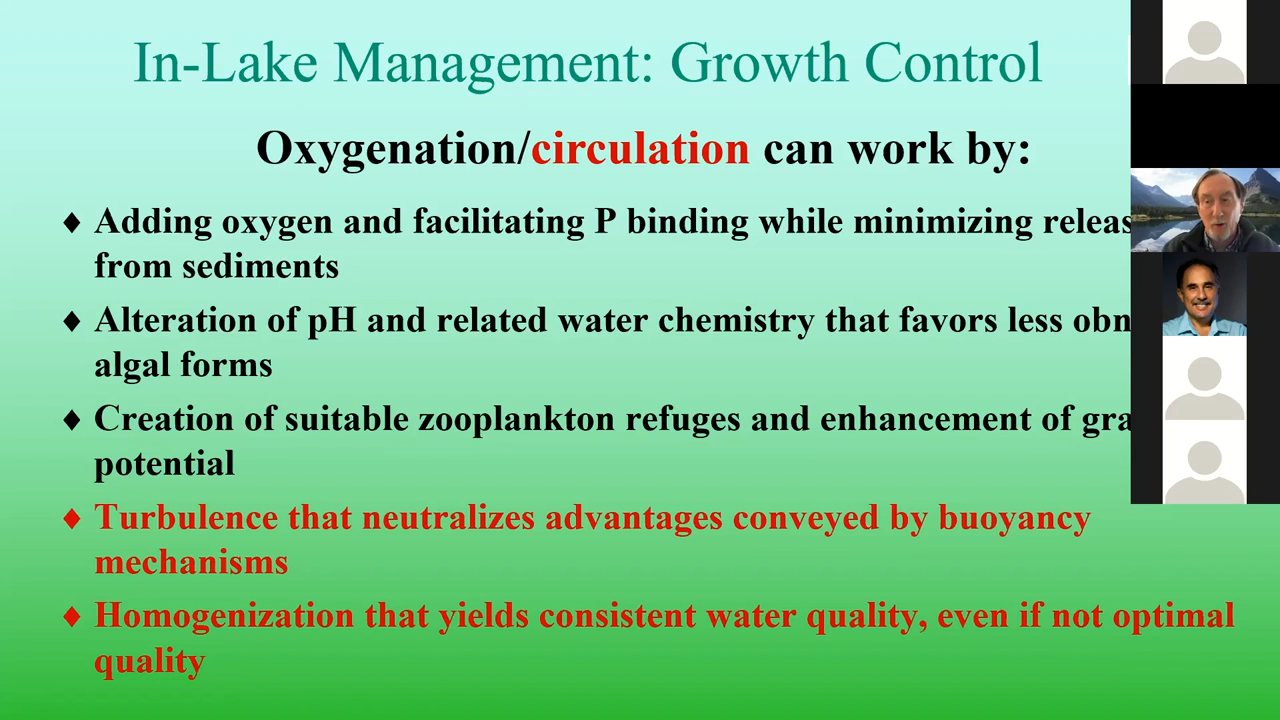 In-Lake Management: Growth Control
Oxygenation/circulation can work by:
♦ Adding oxygen and facilitating P binding while minimizing
from sediments
♦ Alteration of pH and related water chemistry that favors less
algal forms
♦ Creation of suitable zooplankton refuges and enhancement of
potential
♦ Turbulence that neutralizes advantages conveyed by buoyancy
mechanisms
♦ Homogenization that yields consistent water quality, even if not optimal
quality